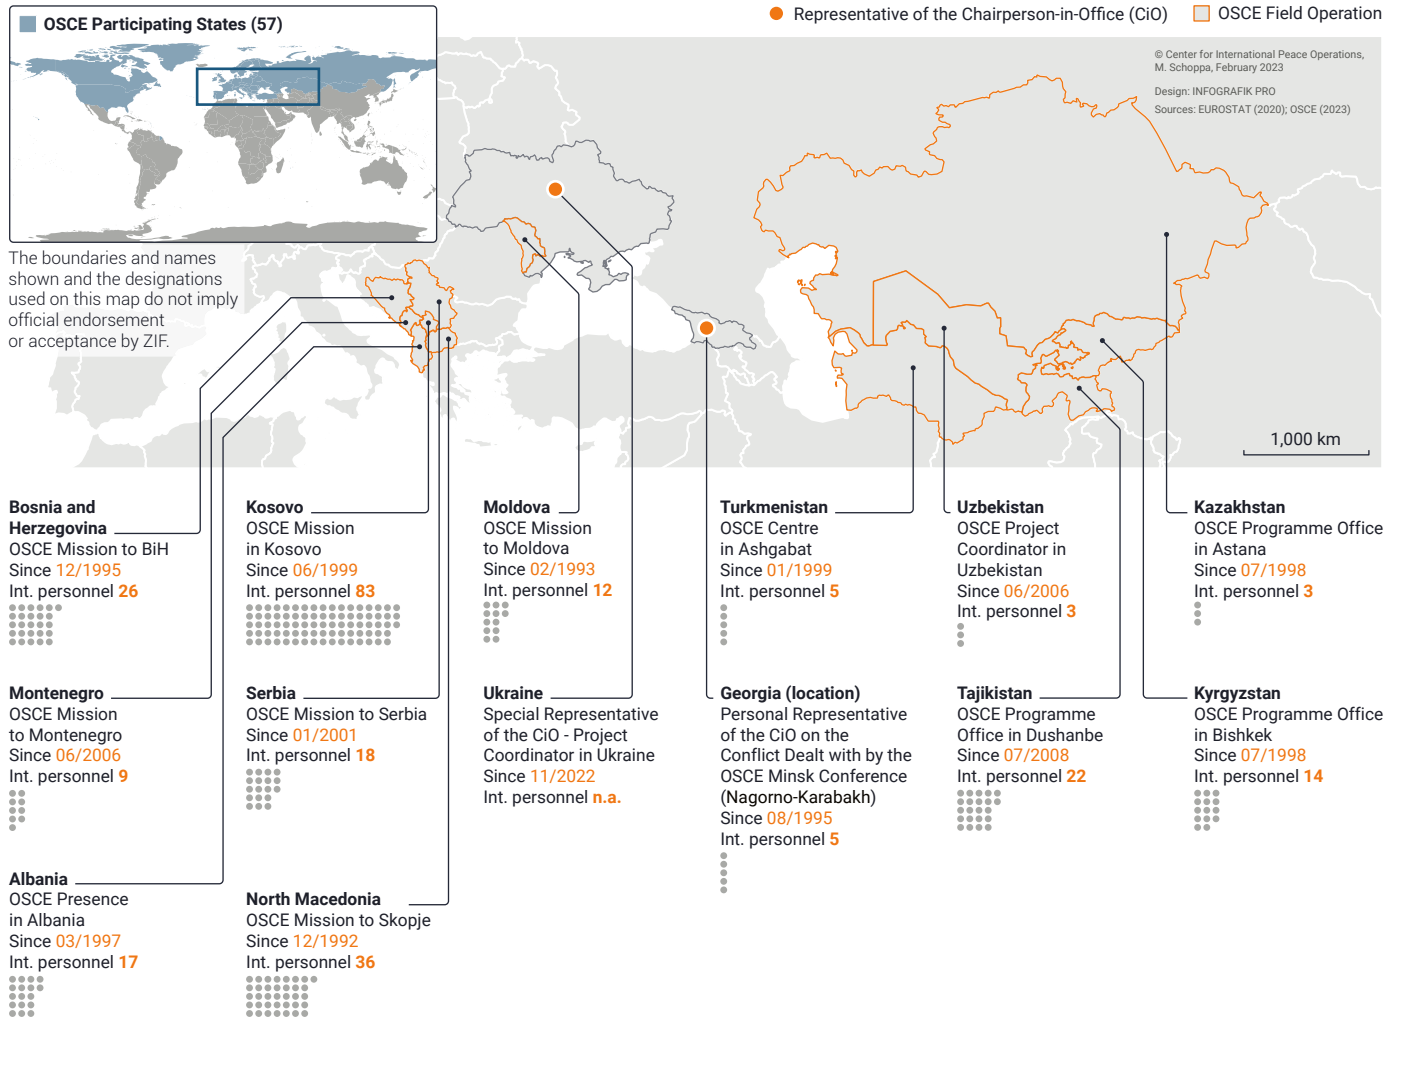 OSCE Participating States (57)
Representative of the Chairperson-in-Office (CiO)
OSCE Field Operation
© Center for International Peace Operations,
M. Schoppa, February 2023
Design: INFOGRAFIK PRO
Sources: EUROSTAT (2020); OSCE (2023)
The boundaries and names
shown and the designations
used on this map do not imply
official endorsement
or acceptance by ZIF.
1,000 km
Bosnia and
Herzegovina
OSCE Mission to BiH
Since 12/1995
Int. personnel 26
Kosovo
OSCE Mission
in Kosovo
Since 06/1999
Int. personnel 83
Moldova
OSCE Mission
to Moldova
Since 02/1993
Int. personnel 12
Turkmenistan
OSCE Centre
in Ashgabat
Since 01/1999
Int. personnel 5
Uzbekistan
OSCE Project
Coordinator in
Uzbekistan
Since 06/2006
Int. personnel 3
Kazakhstan
OSCE Programme Office
in Astana
Since 07/1998
Int. personnel 3
Montenegro
OSCE Mission
to Montenegro
Since 06/2006
Int. personnel 9
Serbia
OSCE Mission to Serbia
Since 01/2001
Int. personnel 18
Ukraine
Special Representative
of the CiO - Project
Coordinator in Ukraine
Since 11/2022
Int. personnel n.a.
Georgia (location)
Personal Representative
of the CiO on the
Conflict Dealt with by the
OSCE Minsk Conference
(Nagorno-Karabakh)
Since 08/1995
Int. personnel 5
Tajikistan
OSCE Programme
Office in Dushanbe
Since 07/2008
Int. personnel 22
Kyrgyzstan
OSCE Programme Office
in Bishkek
Since 07/1998
Int. personnel 14
Albania
OSCE Presence
in Albania
Since 03/1997
Int. personnel 17
North Macedonia
OSCE Mission to Skopje
Since 12/1992
Int. personnel 36